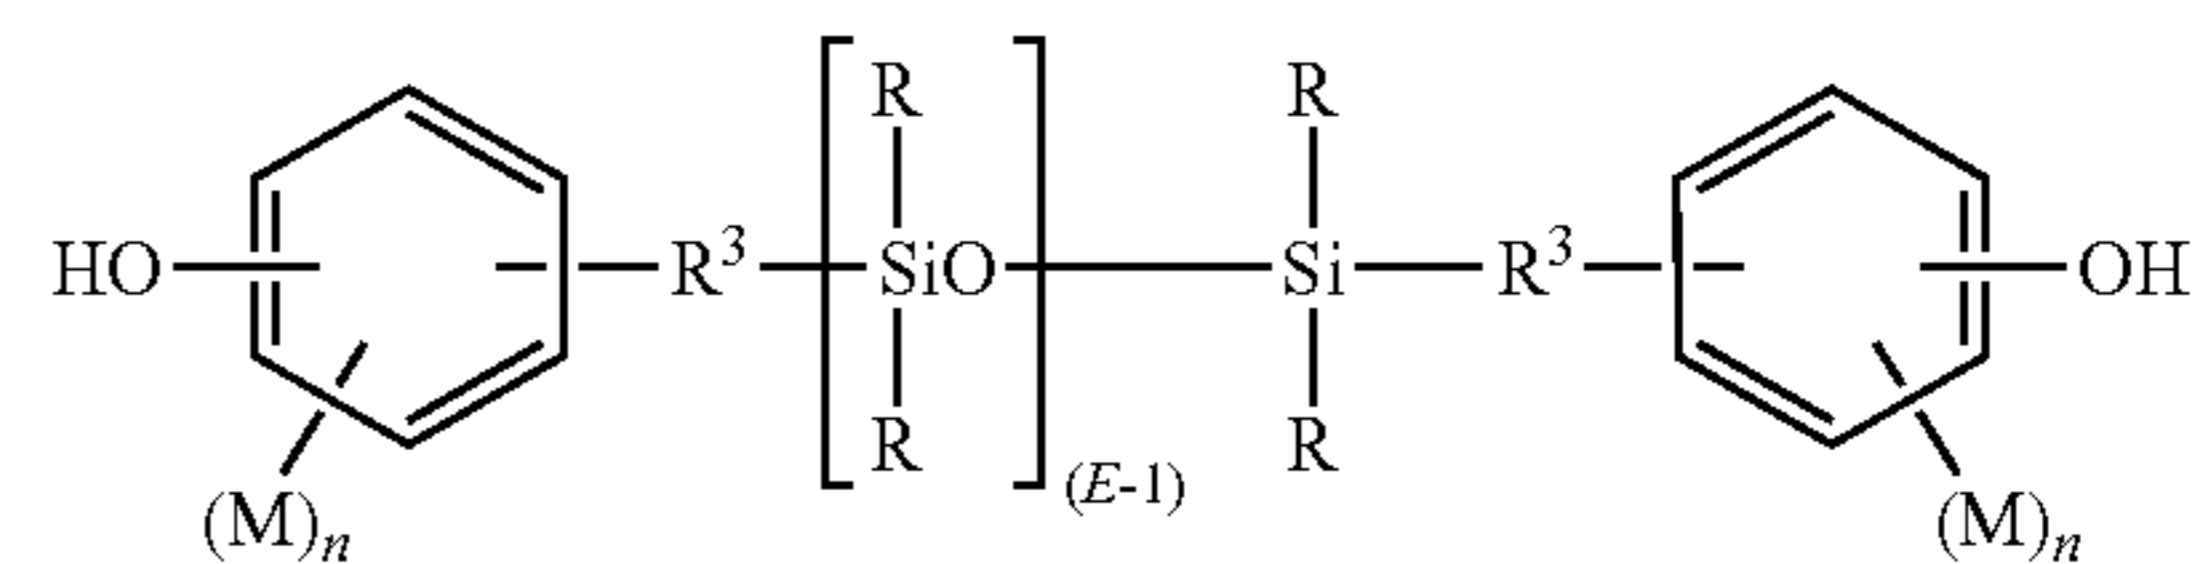 R R
HO R³ SiO Si R³ OH
R R
(E-1)
(M)n (M)n